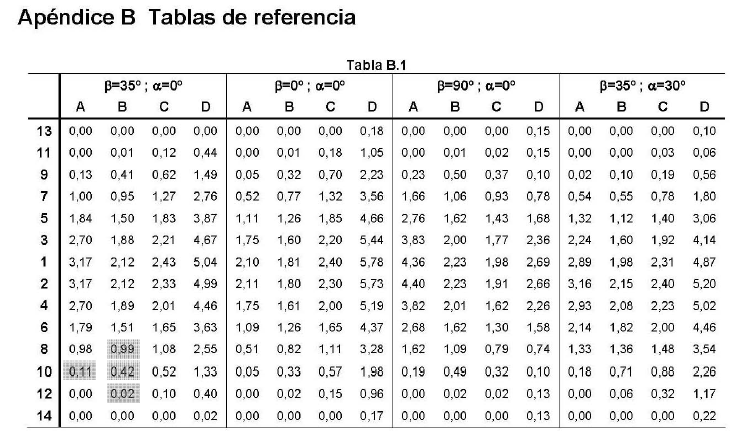 Apéndice B Tablas de referencia
Tabla B.1
β=35º ; α=0º β=0º ; α=0º β=90º ; α=0º β=35º ; α=30º
A B C D A B C D A B C D A B C D
13 0,00 0,00 0,00 0,00 0,00 0,00 0,00 0,18 0,00 0,00 0,00 0,15 0,00 0,00 0,00 0,10
11 0,00 0,01 0,12 0,44 0,00 0,01 0,18 1,05 0,00 0,01 0,02 0,15 0,00 0,00 0,03 0,06
9 0,13 0,41 0,62 1,49 0,05 0,32 0,70 2,23 0,23 0,50 0,37 0,10 0,02 0,10 0,19 0,56
7 1,00 0,95 1,27 2,76 0,52 0,77 1,32 3,56 1,66 1,06 0,93 0,78 0,54 0,55 0,78 1,80
5 1,84 1,50 1,83 3,87 1,11 1,26 1,85 4,66 2,76 1,62 1,43 1,68 1,32 1,12 1,40 3,06
3 2,70 1,88 2,21 4,67 1,75 1,60 2,20 5,44 3,83 2,00 1,77 2,36 2,24 1,60 1,92 4,14
1 3,17 2,12 2,43 5,04 2,10 1,81 2,40 5,78 4,36 2,23 1,98 2,69 2,89 1,98 2,31 4,87
2 3,17 2,12 2,33 4,99 2,11 1,80 2,30 5,73 4,40 2,23 1,91 2,66 3,16 2,15 2,40 5,20
4 2,70 1,89 2,01 4,46 1,75 1,61 2,00 5,19 3,82 2,01 1,62 2,26 2,93 2,08 2,23 5,02
6 1,79 1,51 1,65 3,63 1,09 1,26 1,65 4,37 2,68 1,62 1,30 1,58 2,14 1,82 2,00 4,46
8 0,98 0,99 1,08 2,55 0,51 0,82 1,11 3,28 1,62 1,09 0,79 0,74 1,33 1,36 1,48 3,54
10 0,11 0,42 0,52 1,33 0,05 0,33 0,57 1,98 0,19 0,49 0,32 0,10 0,18 0,71 0,88 2,26
12 0,00 0,02 0,10 0,40 0,00 0,02 0,15 0,96 0,00 0,02 0,02 0,13 0,00 0,06 0,32 1,17
14 0,00 0,00 0,00 0,02 0,00 0,00 0,00 0,17 0,00 0,00 0,00 0,13 0,00 0,00 0,00 0,22